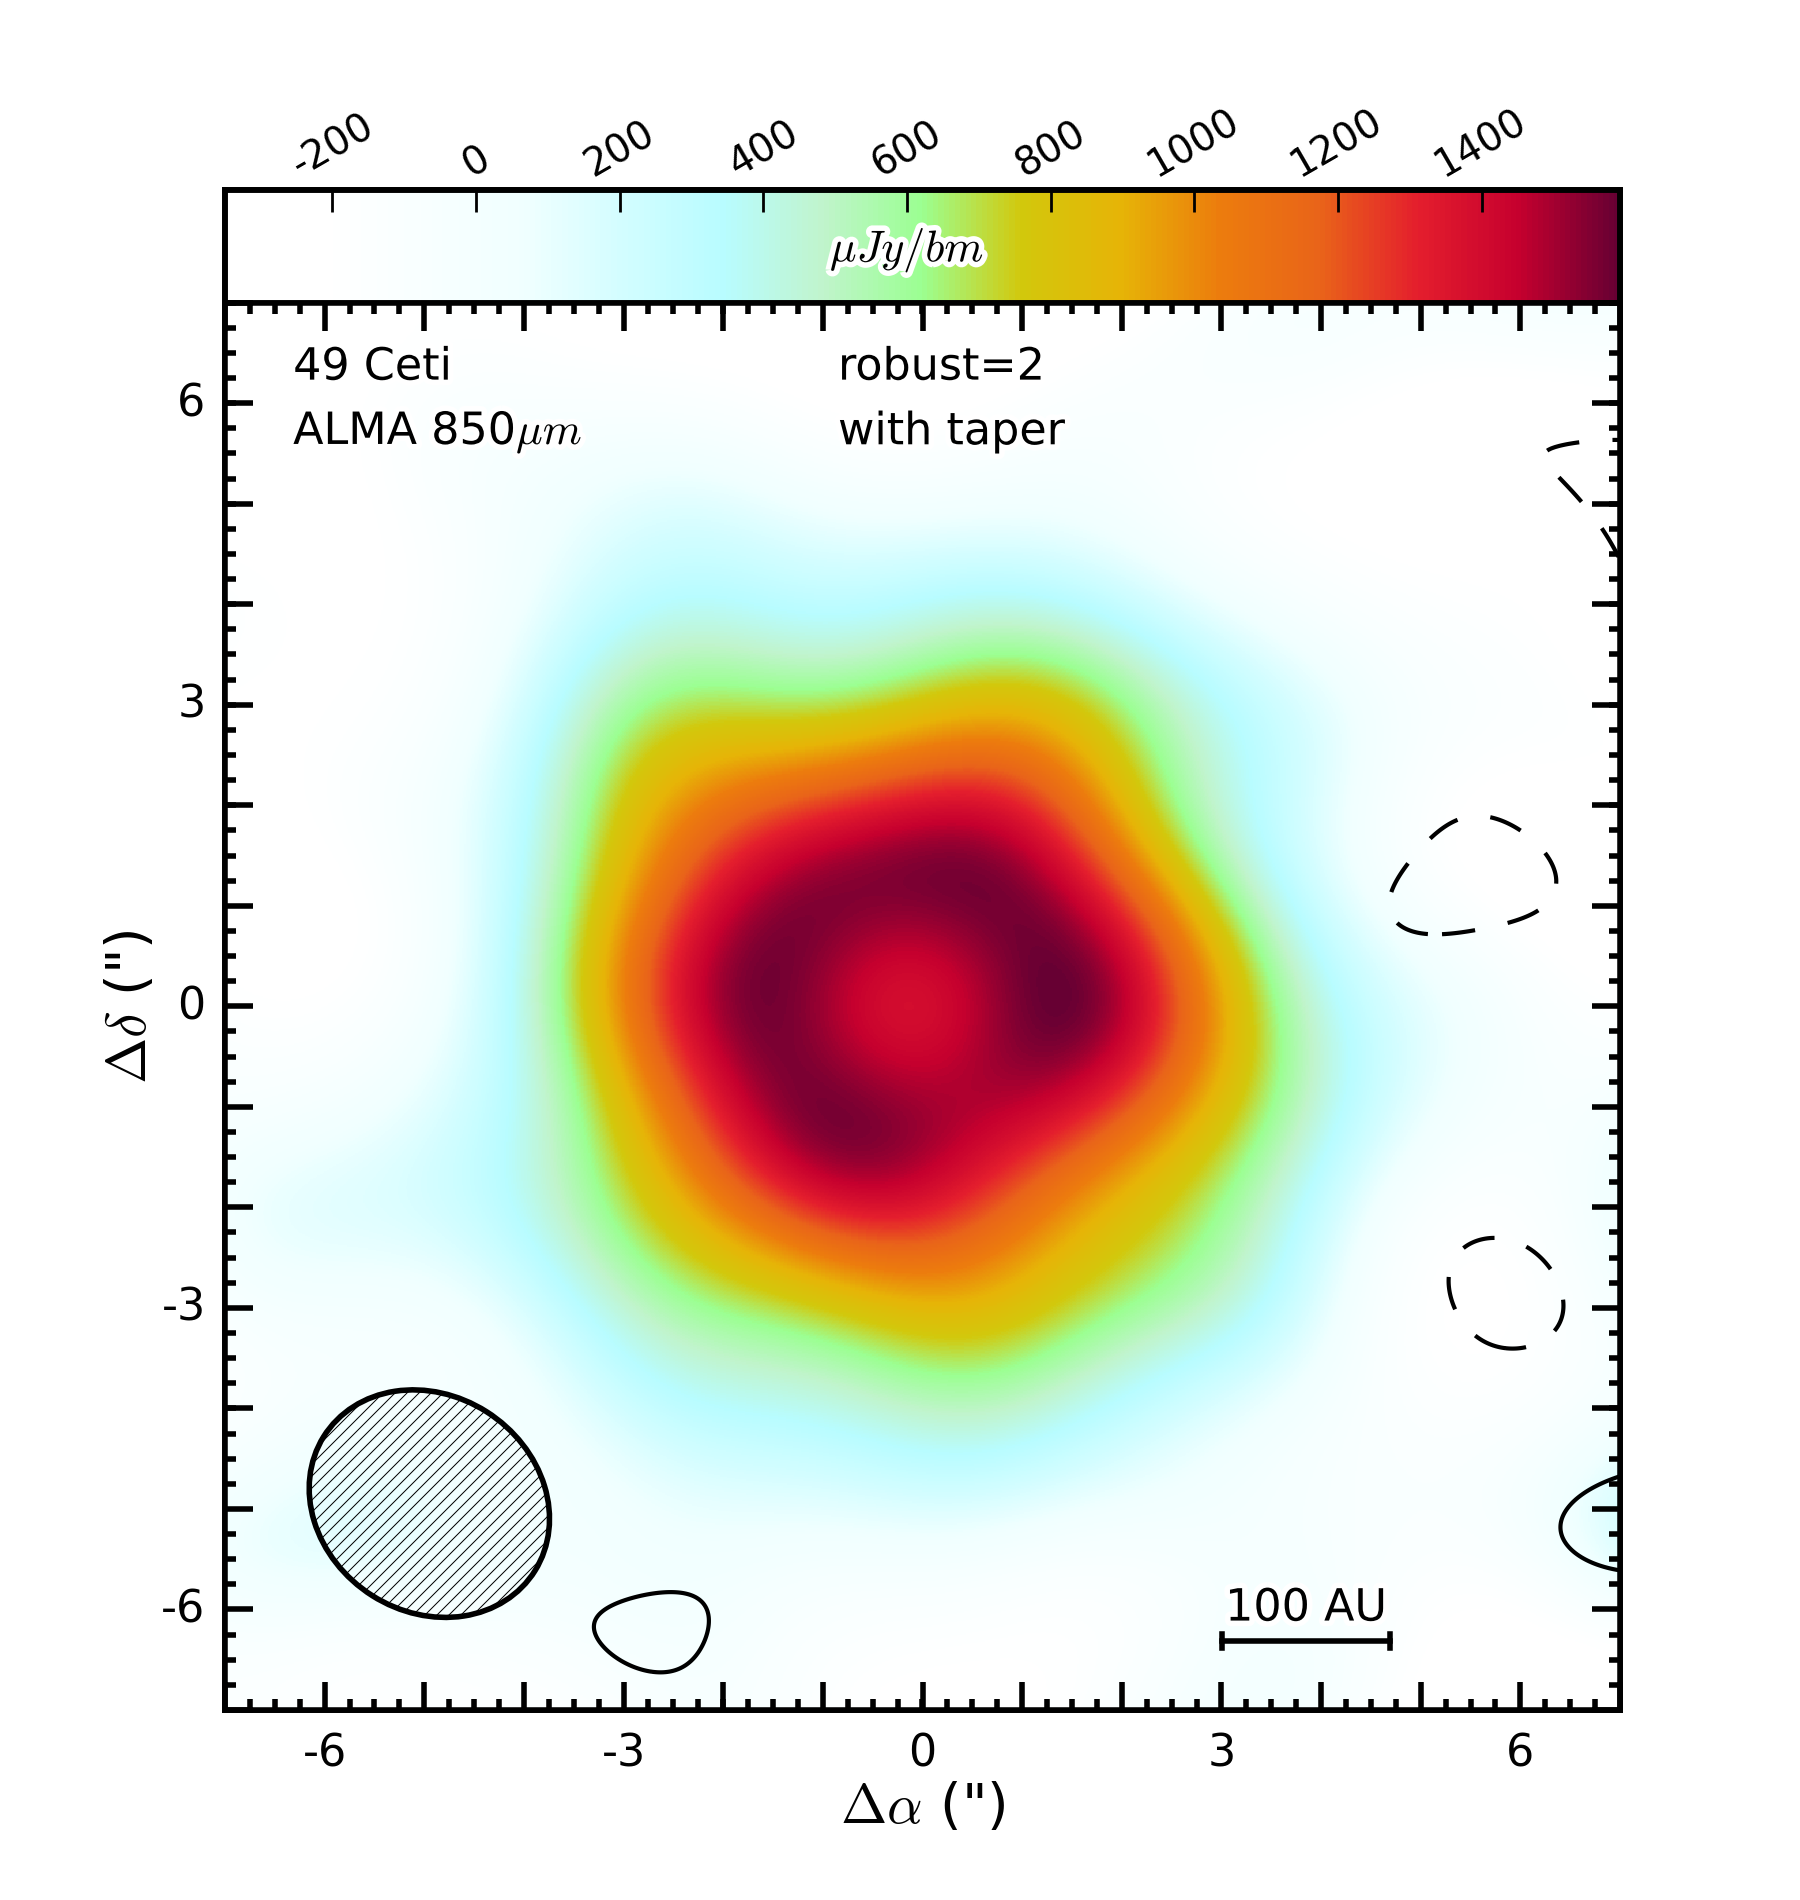 -200 0 200 400 600 800 1000 1200 1400
μJy/bm
49 Ceti robust=2
ALMA 850μm with taper
6
3
0
-3
-6
Δδ (")
100 AU
-6 -3 0 3 6
Δα (")